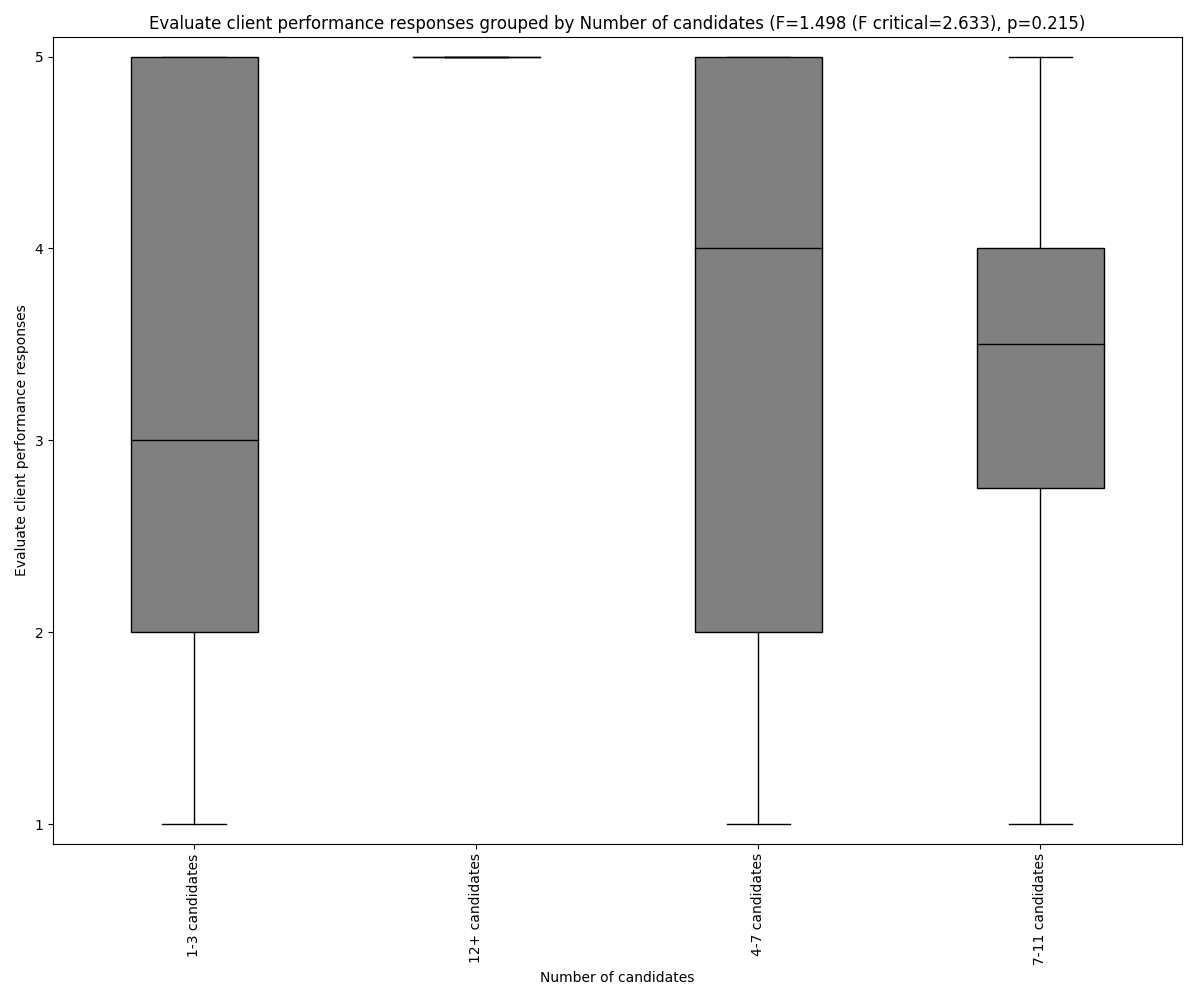 Evaluate client performance responses grouped by Number of candidates (F=1.498 (F critical=2.633), p=0.215)
Evaluate client performance responses
5
4
3
2
1
1-3 candidates
12+ candidates
4-7 candidates
7-11 candidates
Number of candidates